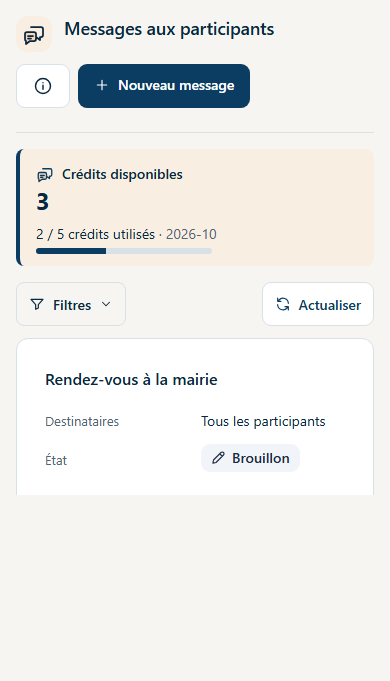 Messages aux participants
Nouveau message
Crédits disponibles
3
2 / 5 crédits utilisés · 2026-10
Filtres
Actualiser
Rendez-vous à la mairie
Destinataires Tous les participants
État Brouillon